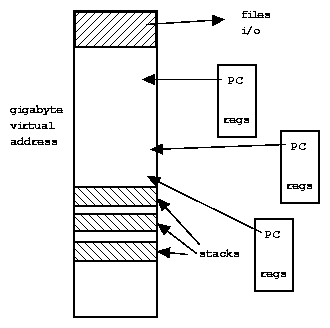 files
i/o
PC
regs
gigabyte
virtual
address
PC
regs
PC
regs
stacks